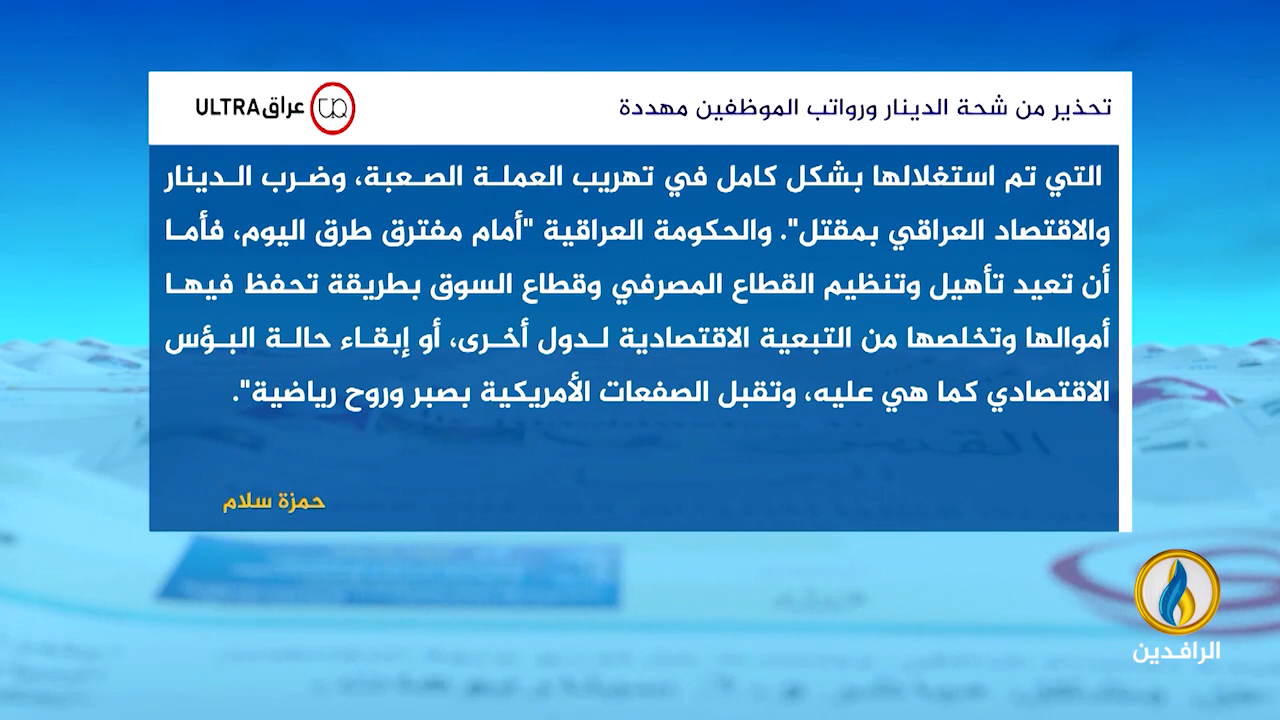 تحذير من شحة الدينار ورواتب الموظفين مهددة
ULTRA عراق
التي تم استغلالها بشكل كامل في تهريب العملة الصعبة، وضرب الدينار
والاقتصاد العراقي بمقتل". والحكومة العراقية "أمام مفترق طرق اليوم، فأما
أن تعيد تأهيل وتنظيم القطاع المصرفي وقطاع السوق بطريقة تحفظ فيها
أموالها وتخلصها من التبعية الاقتصادية لدول أخرى، أو إبقاء حالة البؤس
الاقتصادي كما هي عليه، وتقبل الصفعات الأمريكية بصبر وروح رياضية".
حمزة سلام
الرافدين